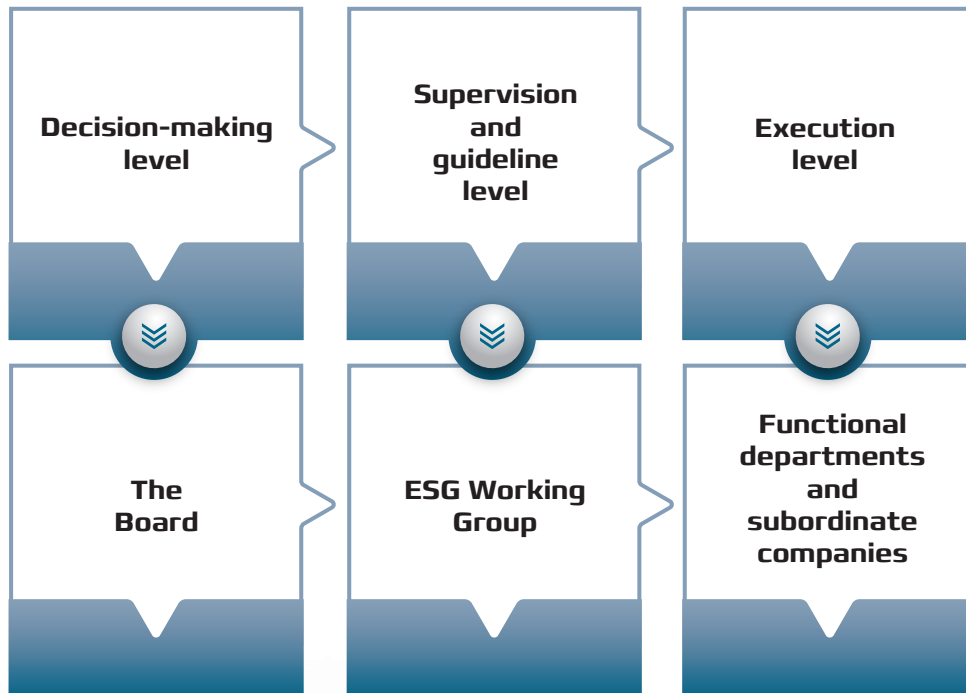 Decision-making
level
Supervision
and
guideline
level
Execution
level
The
Board
ESG Working
Group
Functional
departments
and
subordinate
companies